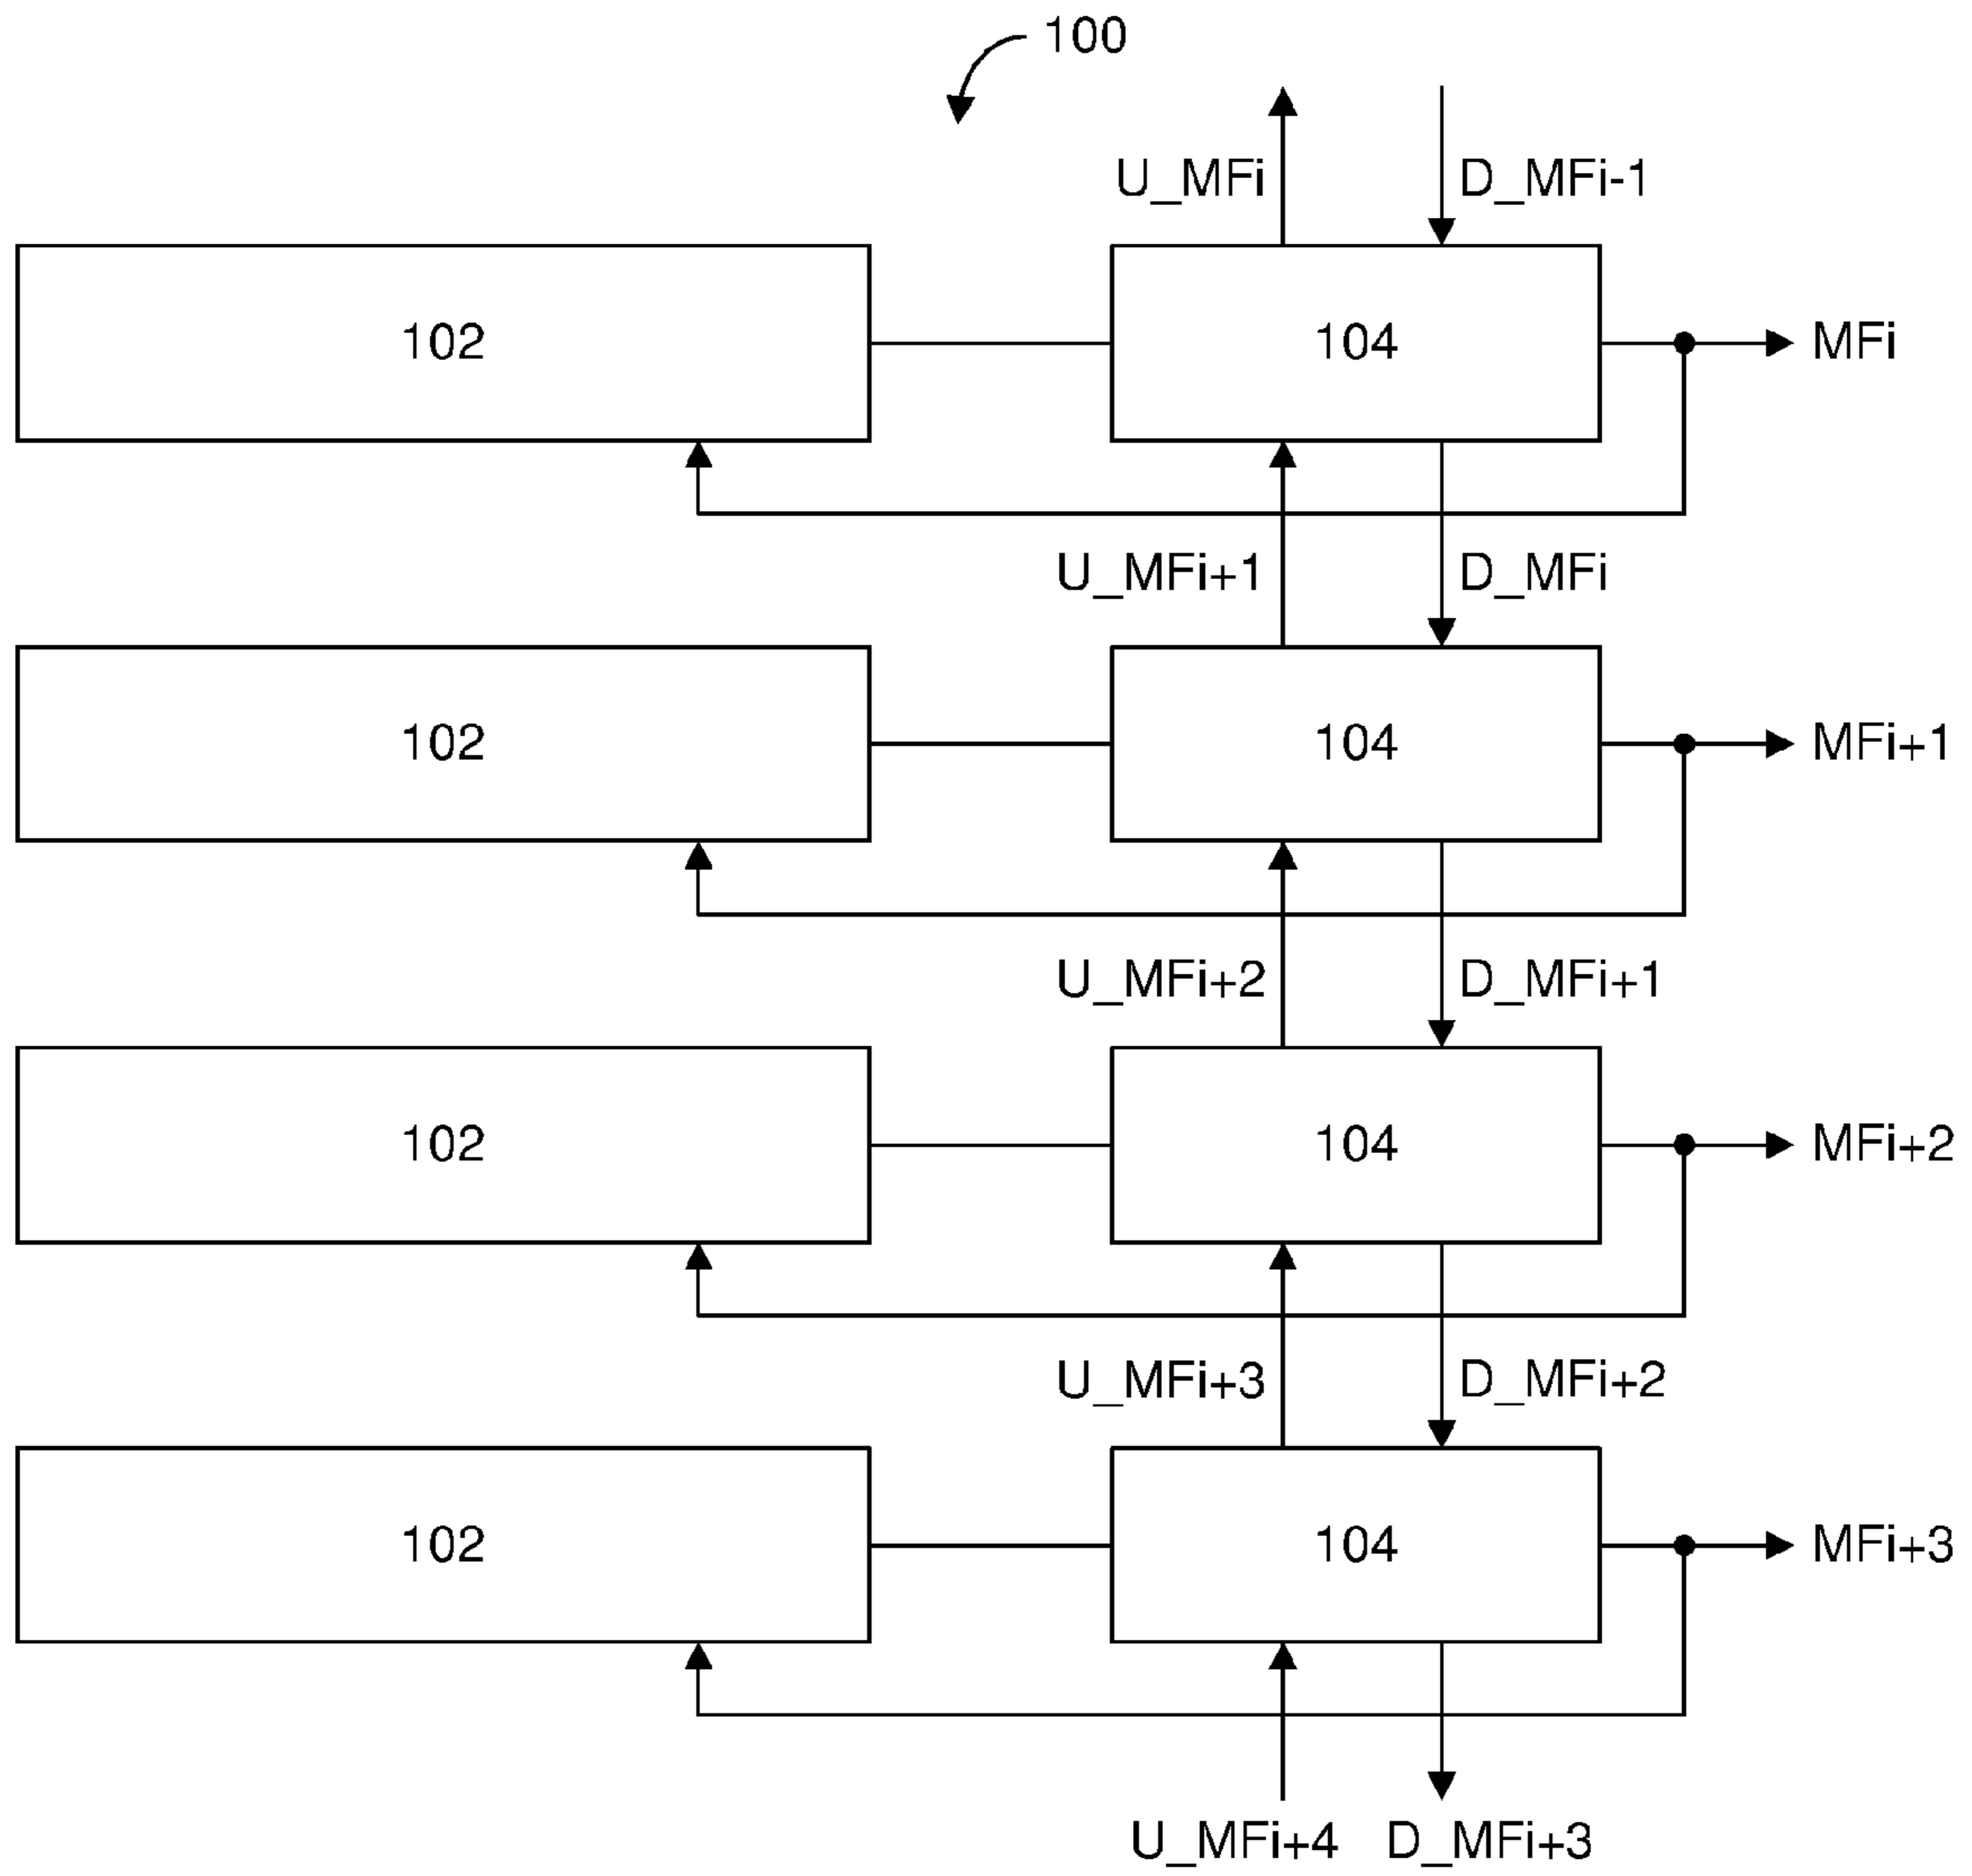 100
U_MFi D_MFi-1
102 104 MFi
U_MFi+1 D_MFi
102 104 MFi+1
U_MFi+2 D_MFi+1
102 104 MFi+2
U_MFi+3 D_MFi+2
102 104 MFi+3
U_MFi+4 D_MFi+3